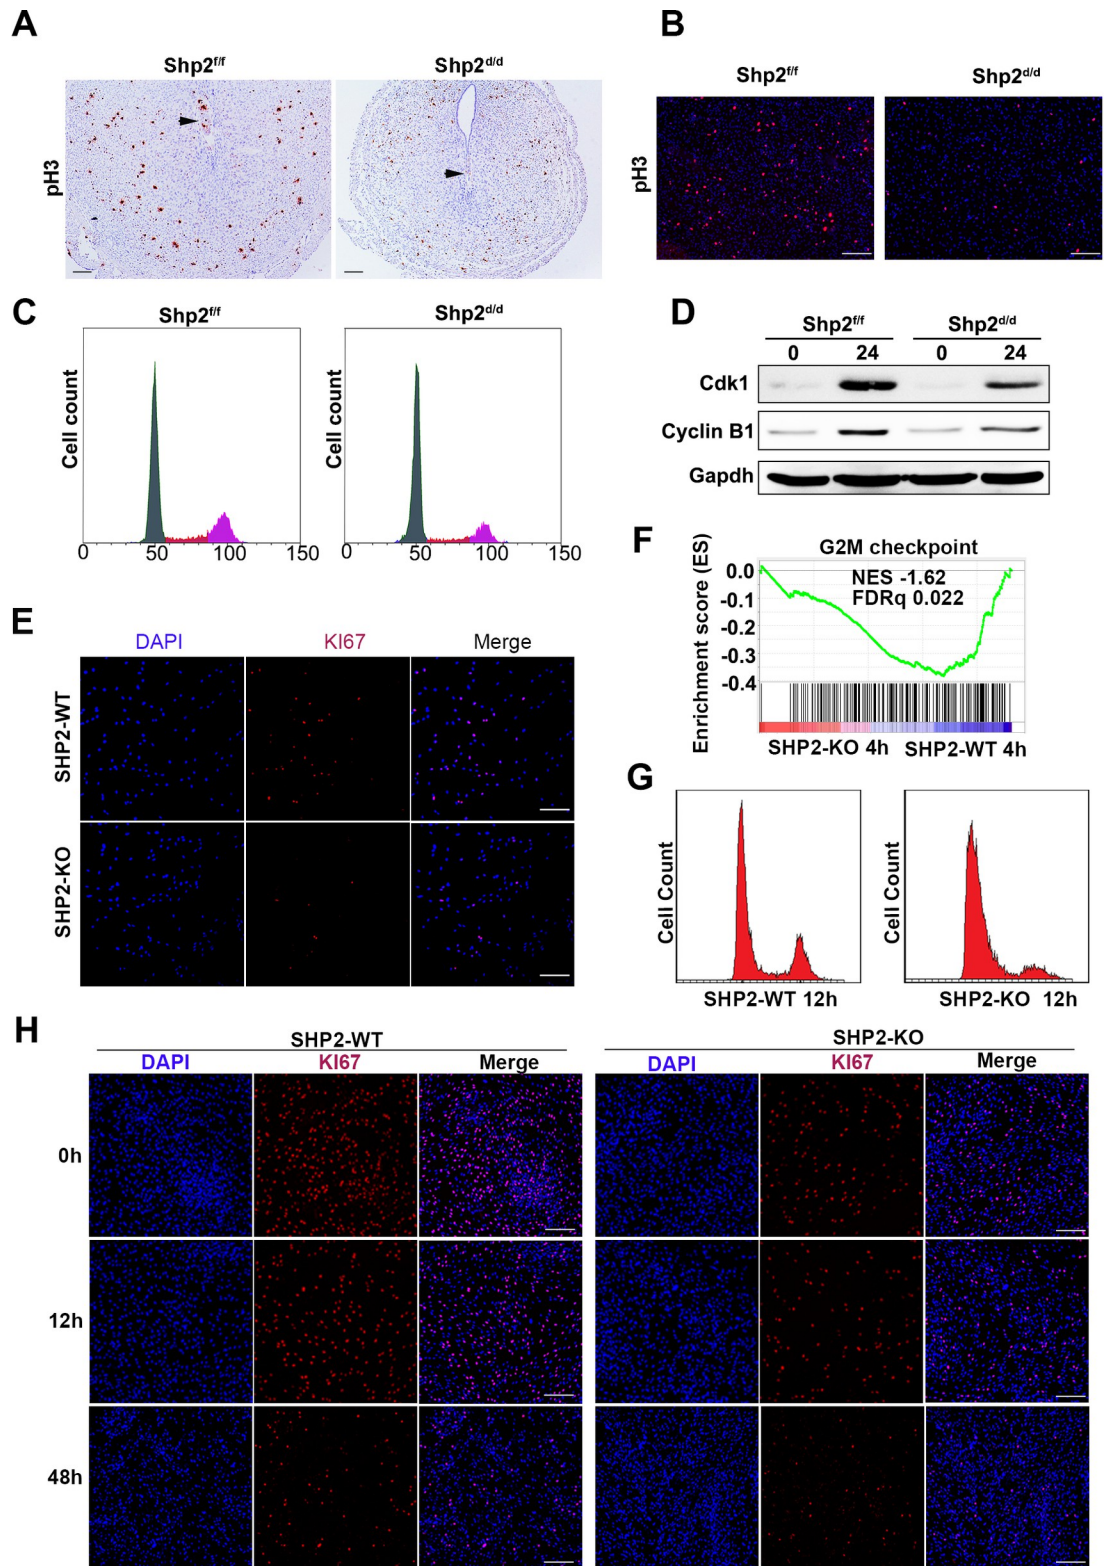 A
B
Shp2f/f
Shp2d/d
Shp2f/f
Shp2d/d
pH3
pH3
C
D
Shp2f/f
Shp2d/d
Cell count
Cell count
0 50 100 150
0 50 100 150
Shp2f/f
Shp2d/d
0 24 0 24
Cdk1
Cyclin B1
Gapdh
E
DAPI KI67 Merge
SHP2-WT
SHP2-KO
F
G2M checkpoint
NES -1.62
FDRq 0.022
Enrichment score (ES)
0.0
-0.1
-0.2
-0.3
-0.4
SHP2-KO 4h SHP2-WT 4h
G
Cell Count
Cell Count
SHP2-WT 12h
SHP2-KO 12h
H
SHP2-WT
SHP2-KO
DAPI KI67 Merge
DAPI KI67 Merge
0h
12h
48h